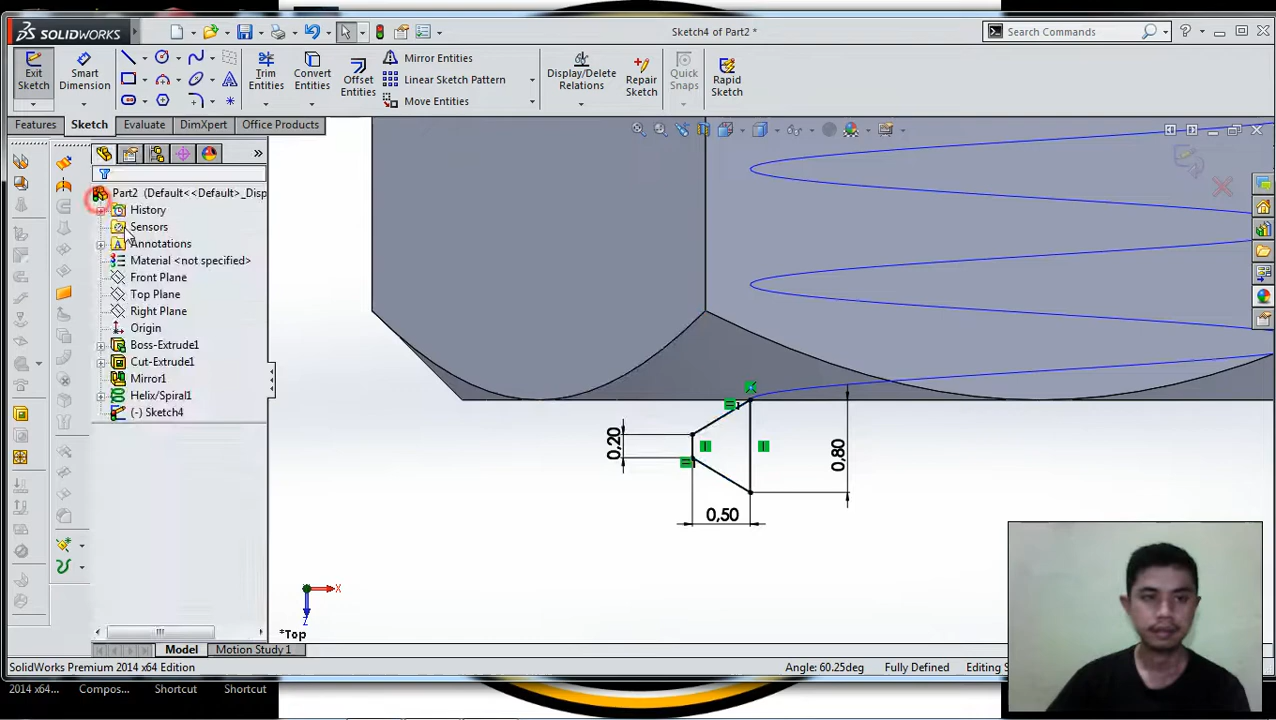 SOLIDWORKS
Sketch4 of Part2 *
Search Commands
Exit Sketch
Smart Dimension
Trim Entities
Convert Entities
Offset Entities
Mirror Entities
Linear Sketch Pattern
Move Entities
Display/Delete Relations
Repair Sketch
Quick Snaps
Rapid Sketch
Features
Sketch
Evaluate
DimXpert
Office Products
Part2 (Default<<Default>_Disp
History
Sensors
Annotations
Material <not specified>
Front Plane
Top Plane
Right Plane
Origin
Boss-Extrude1
Cut-Extrude1
Mirror1
Helix/Spiral1
(-) Sketch4
0,20
0,80
0,50
X
Z
*Top
Model
Motion Study 1
SolidWorks Premium 2014 x64 Edition
Angle: 60.25deg
Fully Defined
Editing S
2014 x64...
Compos...
Shortcut
Shortcut